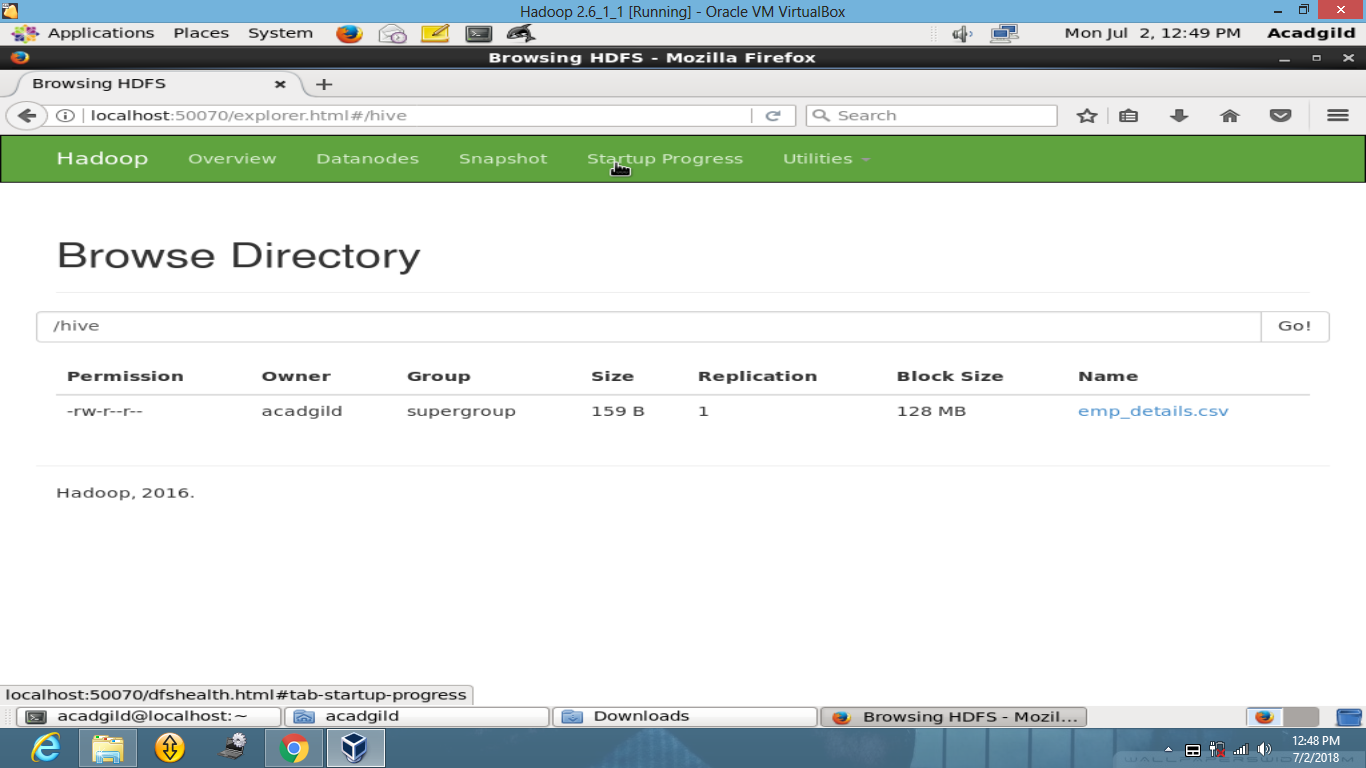 Hadoop 2.6_1_1 [Running] - Oracle VM VirtualBox
Applications Places System Mon Jul 2, 12:49 PM Acadgild
Browsing HDFS - Mozilla Firefox
Browsing HDFS
localhost:50070/explorer.html#/hive Search
Hadoop Overview Datanodes Snapshot Startup Progress Utilities
Browse Directory
/hive Go!
Permission Owner Group Size Replication Block Size Name
-rw-r--r-- acadgild supergroup 159 B 1 128 MB emp_details.csv
Hadoop, 2016.
localhost:50070/dfshealth.html#tab-startup-progress
acadgild@localhost:~ acadgild Downloads Browsing HDFS - Mozil...
12:48 PM
7/2/2018